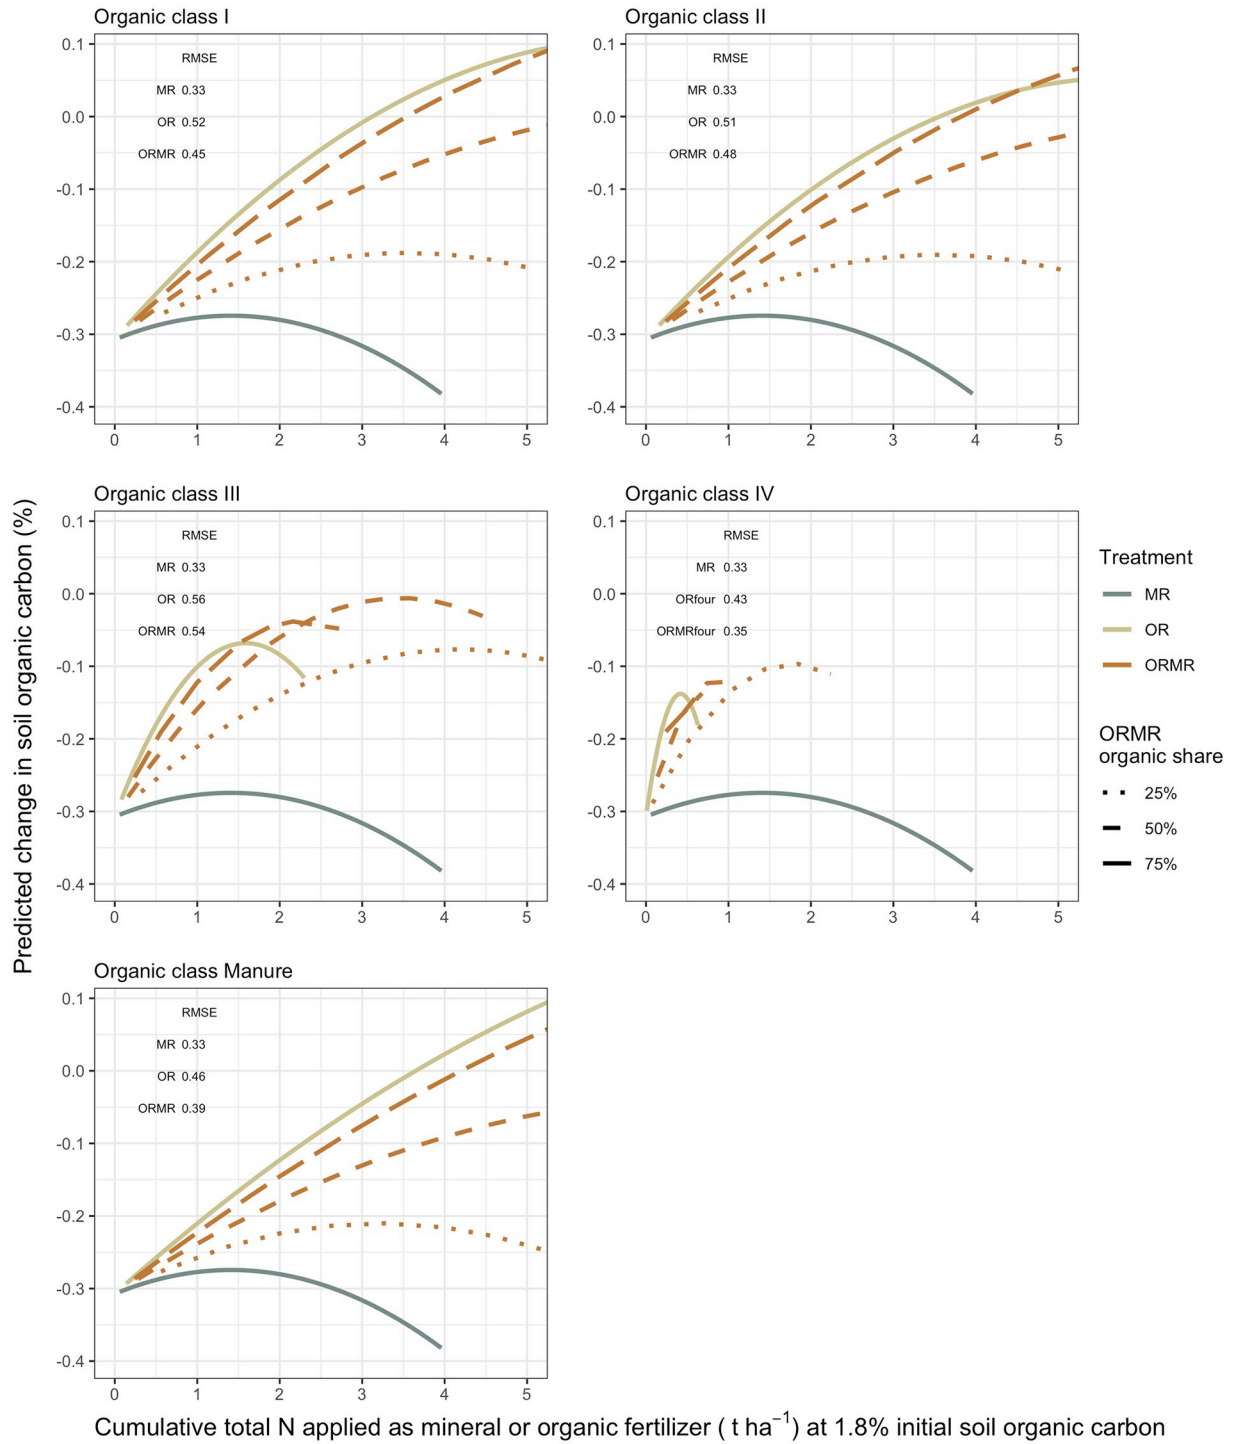 Organic class I
RMSE
MR 0.33
OR 0.52
ORMR 0.45
0.1
0.0
-0.1
-0.2
-0.3
-0.4
0 1 2 3 4 5
Organic class II
RMSE
MR 0.33
OR 0.51
ORMR 0.48
0.1
0.0
-0.1
-0.2
-0.3
-0.4
0 1 2 3 4 5
Predicted change in soil organic carbon (%)
Organic class III
RMSE
MR 0.33
OR 0.56
ORMR 0.54
0.1
0.0
-0.1
-0.2
-0.3
-0.4
0 1 2 3 4 5
Organic class IV
RMSE
MR 0.33
ORfour 0.43
ORMRfour 0.35
0.1
0.0
-0.1
-0.2
-0.3
-0.4
0 1 2 3 4 5
Treatment
MR
OR
ORMR
ORMR
organic share
25%
50%
75%
Organic class Manure
RMSE
MR 0.33
OR 0.46
ORMR 0.39
0.1
0.0
-0.1
-0.2
-0.3
-0.4
0 1 2 3 4 5
Cumulative total N applied as mineral or organic fertilizer ( t ha⁻¹) at 1.8% initial soil organic carbon